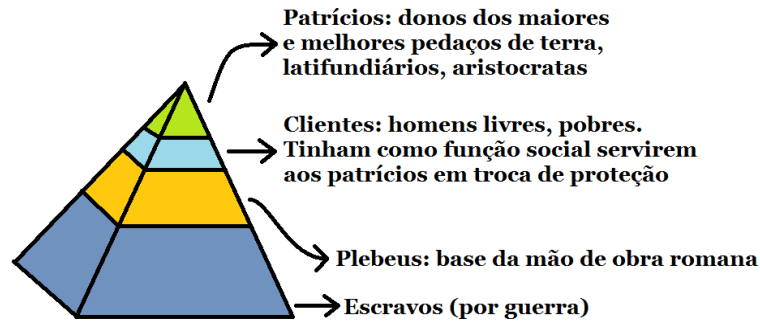 Patrícios: donos dos maiores
e melhores pedaços de terra,
latifundiários, aristocratas
Clientes: homens livres, pobres.
Tinham como função social servirem
aos patrícios em troca de proteção
Plebeus: base da mão de obra romana
Escravos (por guerra)